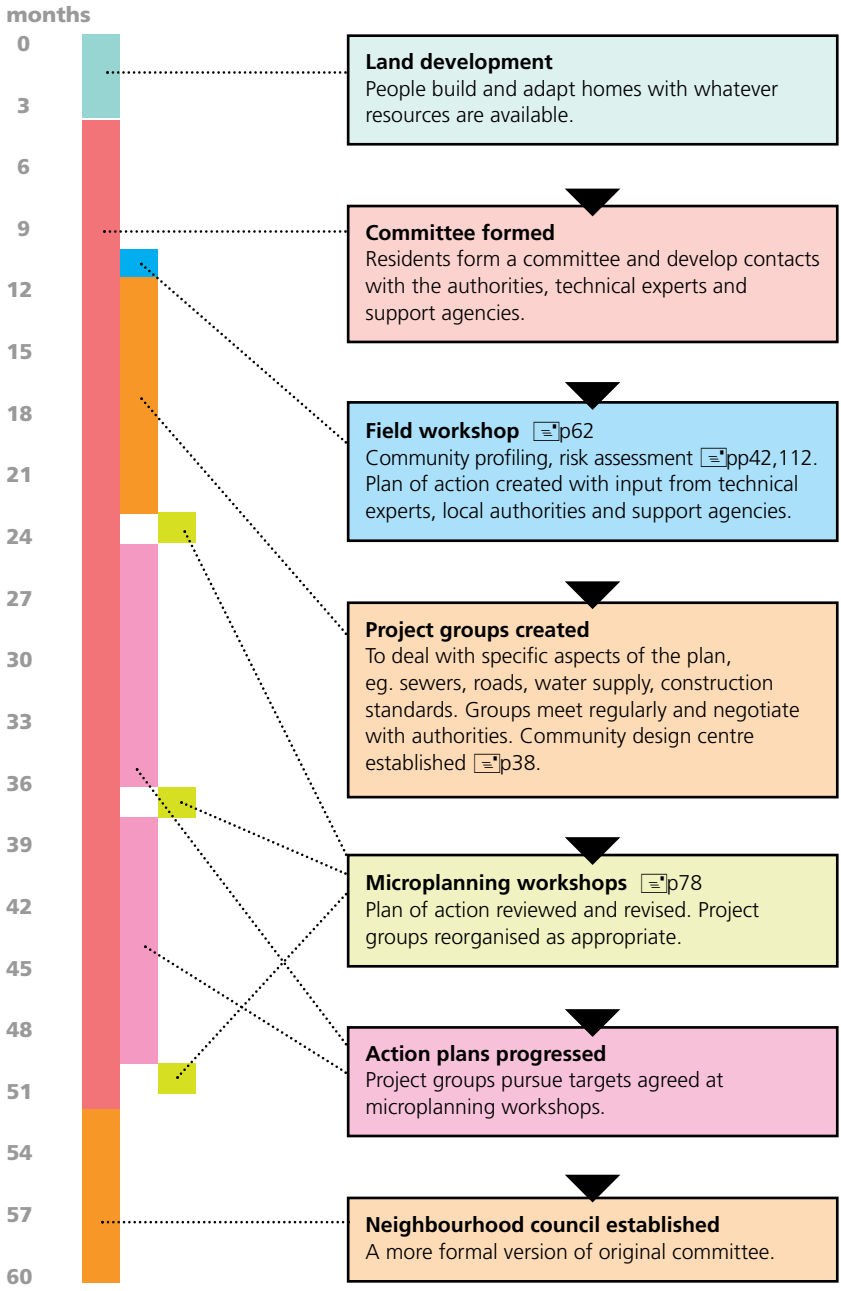 months
0
3
6
9
12
15
18
21
24
27
30
33
36
39
42
45
48
51
54
57
60
Land development
People build and adapt homes with whatever
resources are available.
Committee formed
Residents form a committee and develop contacts
with the authorities, technical experts and
support agencies.
Field workshop p62
Community profiling, risk assessment pp42,112.
Plan of action created with input from technical
experts, local authorities and support agencies.
Project groups created
To deal with specific aspects of the plan,
eg. sewers, roads, water supply, construction
standards. Groups meet regularly and negotiate
with authorities. Community design centre
established p38.
Microplanning workshops p78
Plan of action reviewed and revised. Project
groups reorganised as appropriate.
Action plans progressed
Project groups pursue targets agreed at
microplanning workshops.
Neighbourhood council established
A more formal version of original committee.